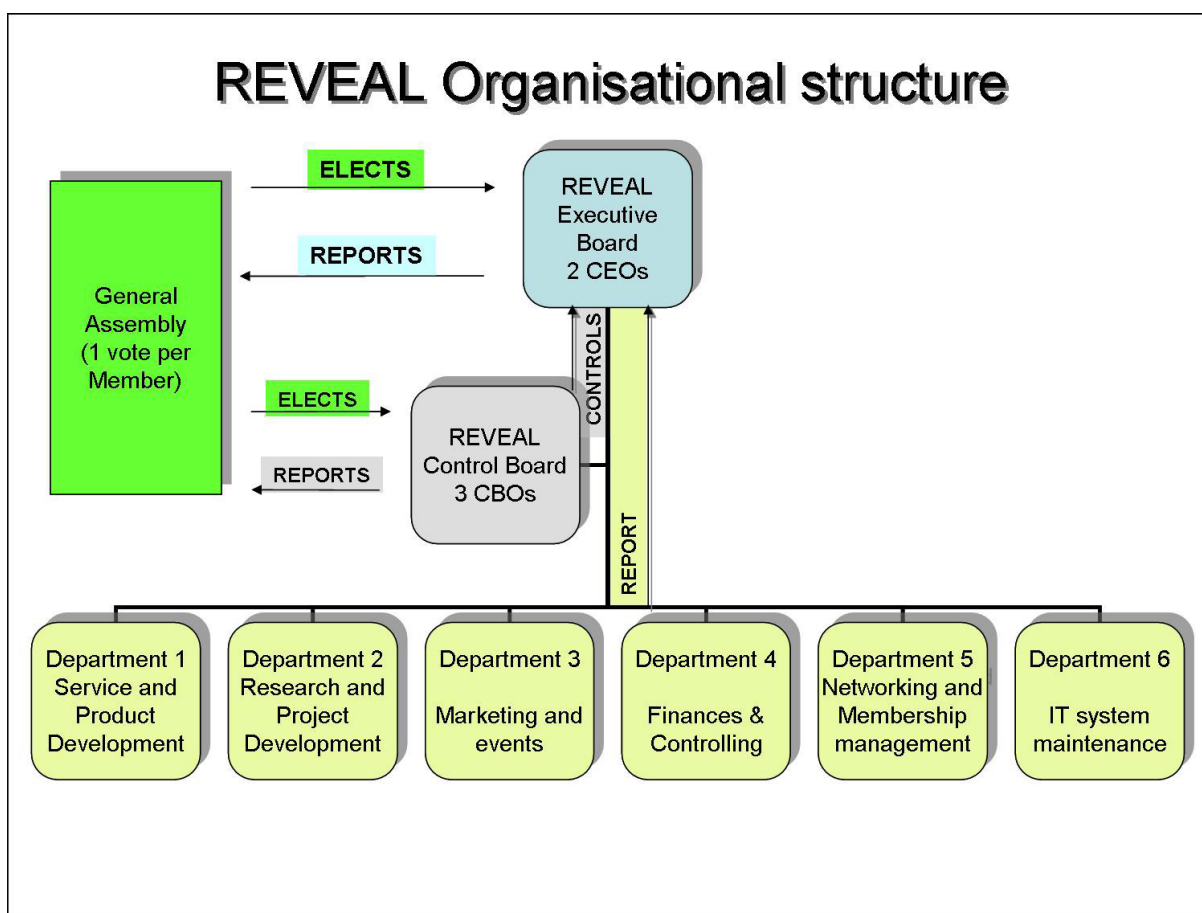 REVEAL Organisational structure
ELECTS
REPORTS
General
Assembly
(1 vote per
Member)
REVEAL
Executive
Board
2 CEOs
ELECTS
REPORTS
REVEAL
Control Board
3 CBOs
CONTROLS
REPORT
Department 1
Service and
Product
Development
Department 2
Research and
Project
Development
Department 3
Marketing and
events
Department 4
Finances &
Controlling
Department 5
Networking and
Membership
management
Department 6
IT system
maintenance